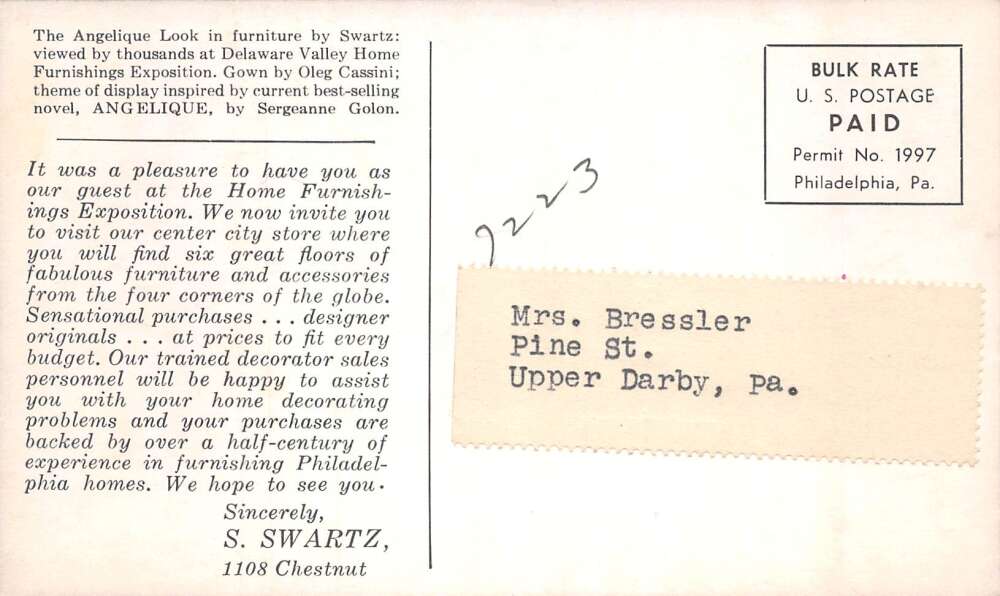 The Angelique Look in furniture by Swartz:
viewed by thousands at Delaware Valley Home
Furnishings Exposition. Gown by Oleg Cassini;
theme of display inspired by current best-selling
novel, ANGELIQUE, by Sergeanne Golon.
It was a pleasure to have you as
our guest at the Home Furnish-
ings Exposition. We now invite you
to visit our center city store where
you will find six great floors of
fabulous furniture and accessories
from the four corners of the globe.
Sensational purchases . . . designer
originals . . . at prices to fit every
budget. Our trained decorator sales
personnel will be happy to assist
you with your home decorating
problems and your purchases are
backed by over a half-century of
experience in furnishing Philadel-
phia homes. We hope to see you.
Sincerely,
S. SWARTZ,
1108 Chestnut
BULK RATE
U. S. POSTAGE
PAID
Permit No. 1997
Philadelphia, Pa.
7223
Mrs. Bressler
Pine St.
Upper Darby, Pa.